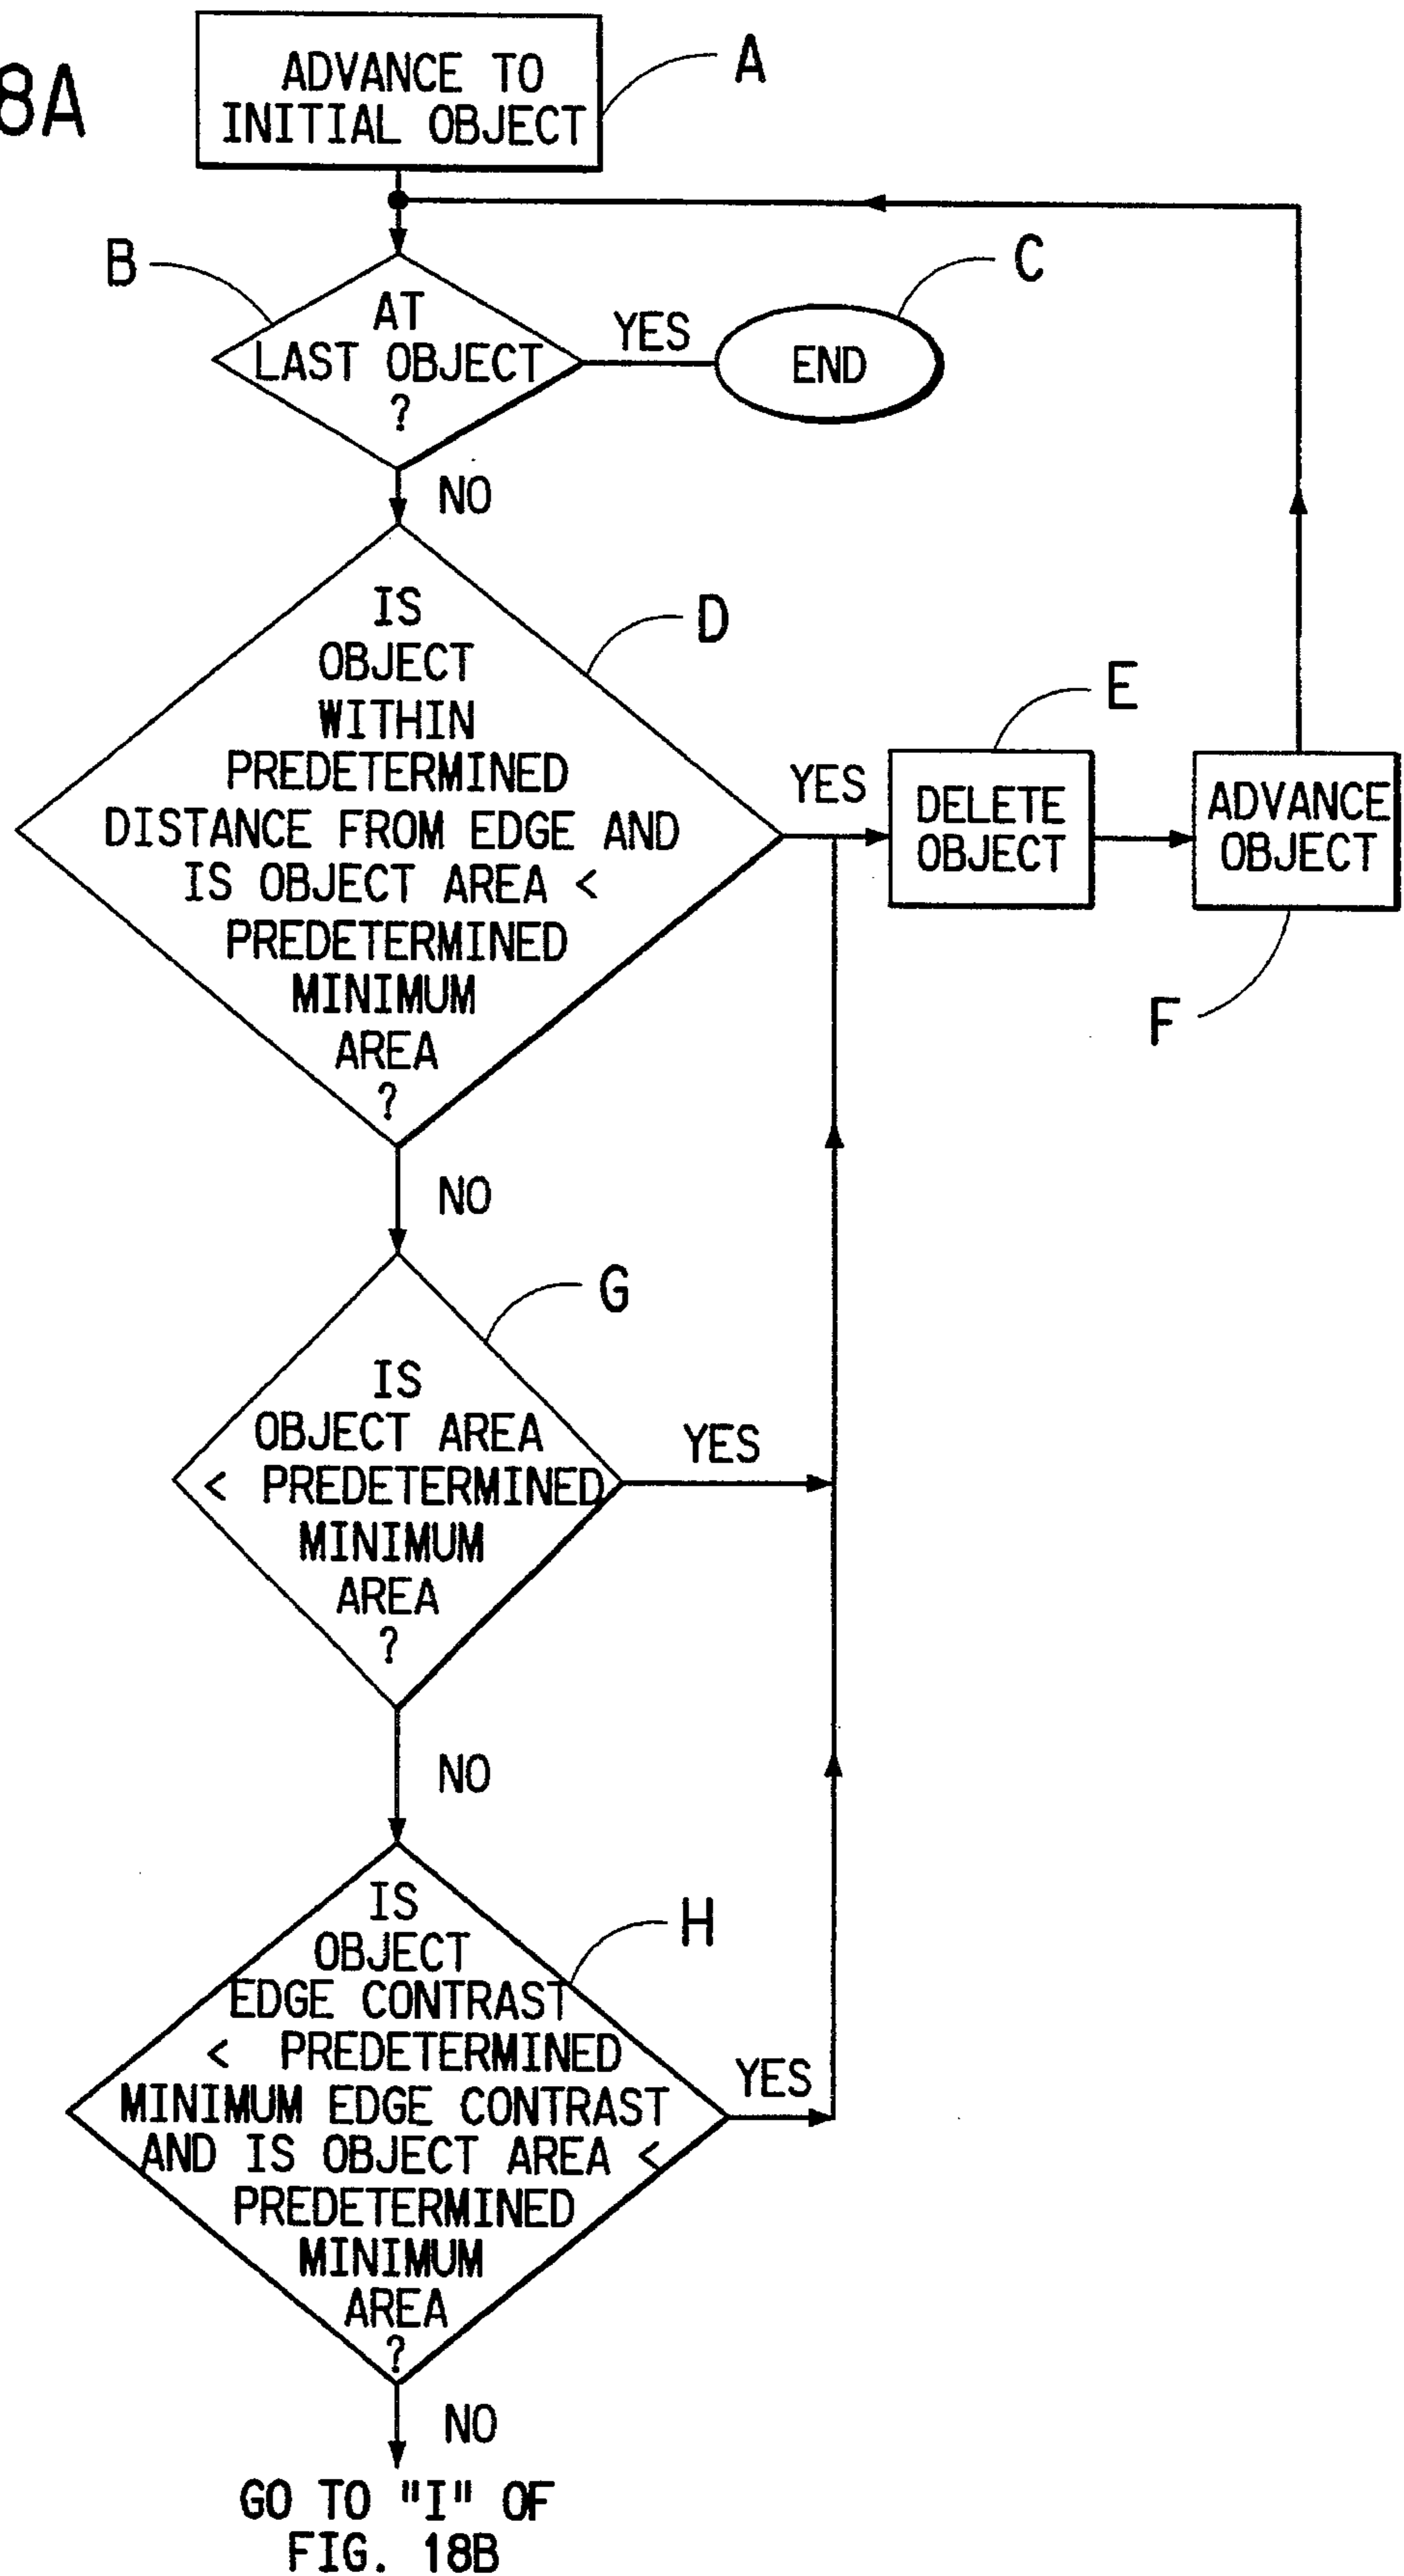 8A
ADVANCE TO
INITIAL OBJECT
A
B
AT
LAST OBJECT
?
YES
END
C
NO
IS
OBJECT
WITHIN
PREDETERMINED
DISTANCE FROM EDGE AND
IS OBJECT AREA <
PREDETERMINED
MINIMUM
AREA
?
D
YES
DELETE
OBJECT
E
ADVANCE
OBJECT
F
NO
G
IS
OBJECT AREA
< PREDETERMINED
MINIMUM
AREA
?
YES
NO
H
IS
OBJECT
EDGE CONTRAST
< PREDETERMINED
MINIMUM EDGE CONTRAST
AND IS OBJECT AREA <
PREDETERMINED
MINIMUM
AREA
?
YES
NO
GO TO "I" OF
FIG. 18B